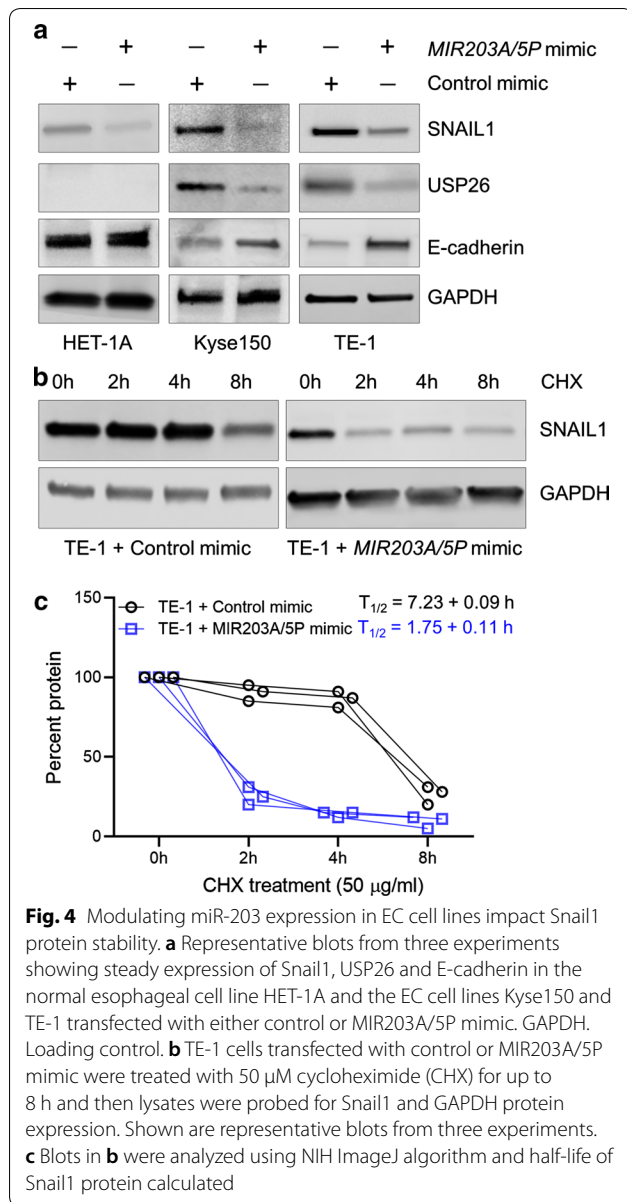 a
− + − + − + MIR203A/5P mimic
+ − + − + − Control mimic
SNAIL1
USP26
E-cadherin
GAPDH
HET-1A Kyse150 TE-1
b 0h 2h 4h 8h 0h 2h 4h 8h CHX
SNAIL1
GAPDH
TE-1 + Control mimic TE-1 + MIR203A/5P mimic
c
TE-1 + Control mimic T1/2 = 7.23 + 0.09 h
TE-1 + MIR203A/5P mimic T1/2 = 1.75 + 0.11 h
150
100
50
0
Percent protein
0h 2h 4h 8h
CHX treatment (50 μg/ml)
Fig. 4 Modulating miR-203 expression in EC cell lines impact Snail1
protein stability. a Representative blots from three experiments
showing steady expression of Snail1, USP26 and E-cadherin in the
normal esophageal cell line HET-1A and the EC cell lines Kyse150 and
TE-1 transfected with either control or MIR203A/5P mimic. GAPDH.
Loading control. b TE-1 cells transfected with control or MIR203A/5P
mimic were treated with 50 μM cycloheximide (CHX) for up to
8 h and then lysates were probed for Snail1 and GAPDH protein
expression. Shown are representative blots from three experiments.
c Blots in b were analyzed using NIH ImageJ algorithm and half-life of
Snail1 protein calculated